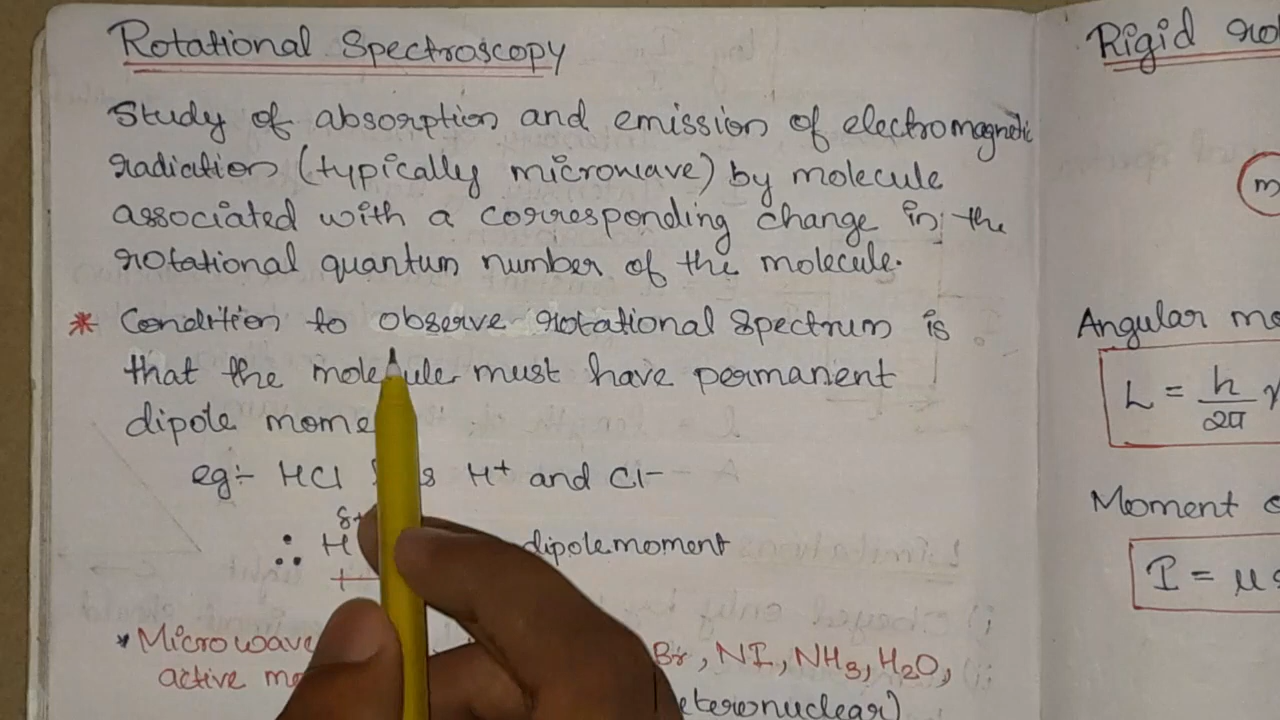 Rotational Spectroscopy
Study of absorption and emission of electromagnetic
radiation (typically microwave) by molecule
associated with a corresponding change in the
rotational quantum number of the molecule.
* Condition to observe rotational spectrum is
that the molecule must have permanent
dipole mome
eg:- HCl s H+ and Cl-
δ+
∴ H dipolemoment
* Microwave Br, NI, NH3, H2O,
active mo
eteronuclear)
Rigid ro
m
Angular mo
L = h/2π
Moment o
I = μ